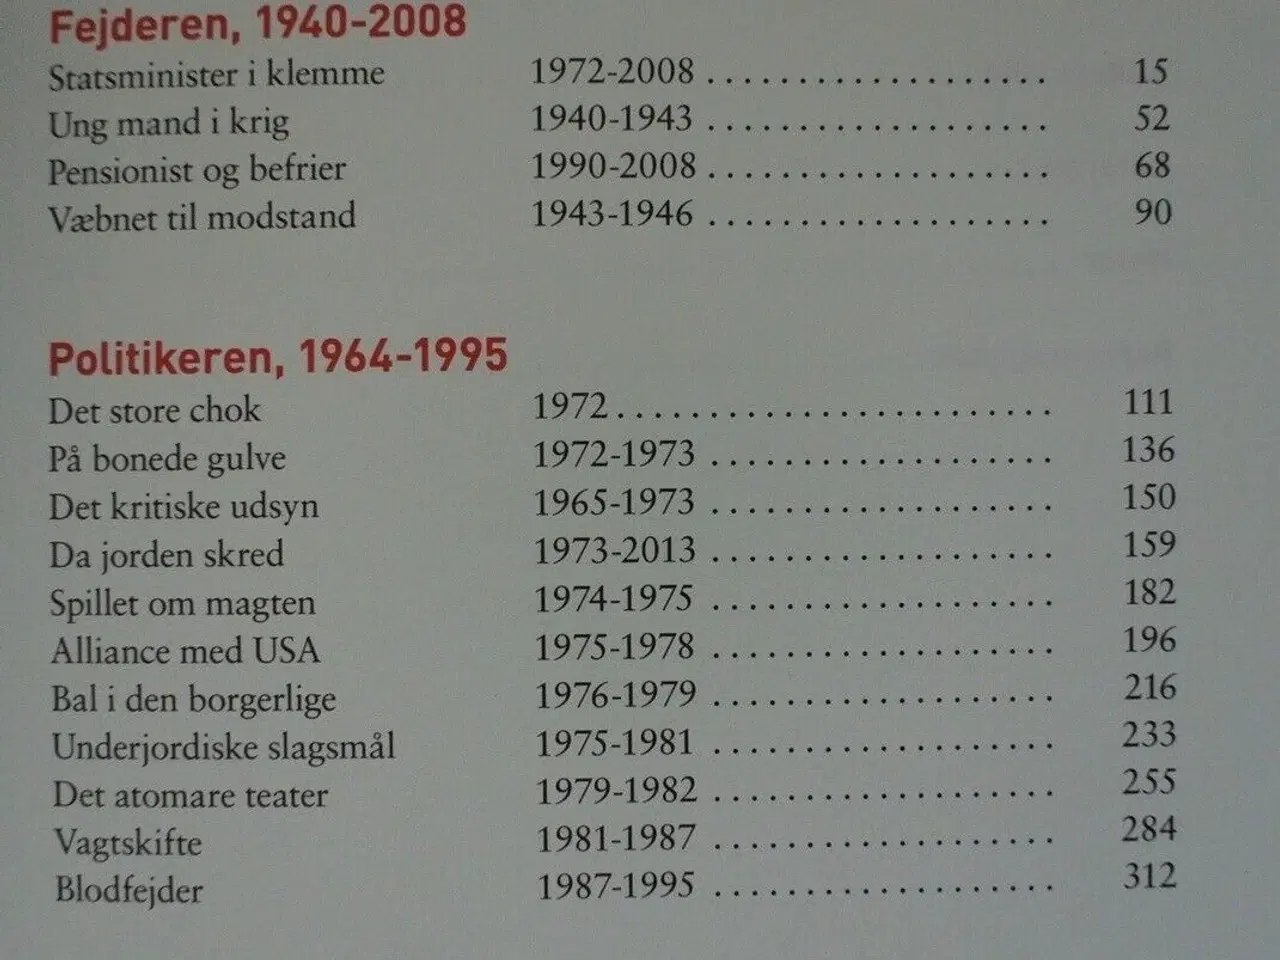 Fejderen, 1940-2008
Statsminister i klemme 1972-2008 . . . . . . . . . . . . . . . . . . . 15
Ung mand i krig 1940-1943 . . . . . . . . . . . . . . . . . . . 52
Pensionist og befrier 1990-2008 . . . . . . . . . . . . . . . . . . . 68
Væbnet til modstand 1943-1946 . . . . . . . . . . . . . . . . . . . 90
Politikeren, 1964-1995
Det store chok 1972 . . . . . . . . . . . . . . . . . . . . . . . . 111
På bonede gulve 1972-1973 . . . . . . . . . . . . . . . . . . . 136
Det kritiske udsyn 1965-1973 . . . . . . . . . . . . . . . . . . . 150
Da jorden skred 1973-2013 . . . . . . . . . . . . . . . . . . . 159
Spillet om magten 1974-1975 . . . . . . . . . . . . . . . . . . . 182
Alliance med USA 1975-1978 . . . . . . . . . . . . . . . . . . . 196
Bal i den borgerlige 1976-1979 . . . . . . . . . . . . . . . . . . . 216
Underjordiske slagsmål 1975-1981 . . . . . . . . . . . . . . . . . . . 233
Det atomare teater 1979-1982 . . . . . . . . . . . . . . . . . . . 255
Vagtskifte 1981-1987 . . . . . . . . . . . . . . . . . . . 284
Blodfejder 1987-1995 . . . . . . . . . . . . . . . . . . . 312